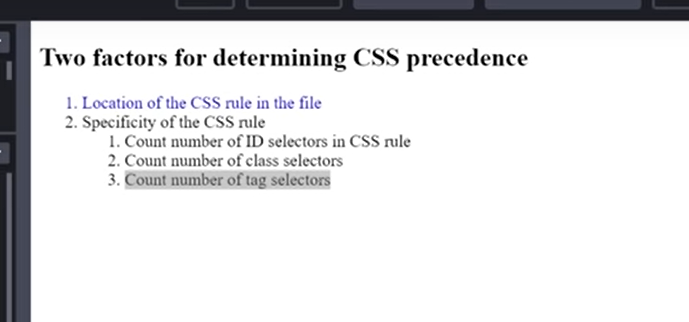 Two factors for determining CSS precedence
1. Location of the CSS rule in the file
2. Specificity of the CSS rule
1. Count number of ID selectors in CSS rule
2. Count number of class selectors
3. Count number of tag selectors